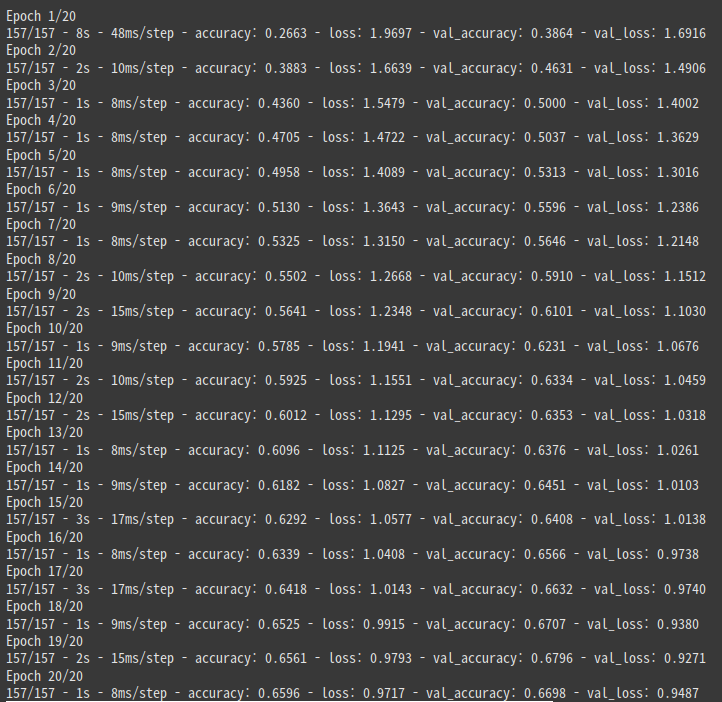 Epoch 1/20
157/157 - 8s - 48ms/step - accuracy: 0.2663 - loss: 1.9697 - val_accuracy: 0.3864 - val_loss: 1.6916
Epoch 2/20
157/157 - 2s - 10ms/step - accuracy: 0.3883 - loss: 1.6639 - val_accuracy: 0.4631 - val_loss: 1.4906
Epoch 3/20
157/157 - 1s - 8ms/step - accuracy: 0.4360 - loss: 1.5479 - val_accuracy: 0.5000 - val_loss: 1.4002
Epoch 4/20
157/157 - 1s - 8ms/step - accuracy: 0.4705 - loss: 1.4722 - val_accuracy: 0.5037 - val_loss: 1.3629
Epoch 5/20
157/157 - 1s - 8ms/step - accuracy: 0.4958 - loss: 1.4089 - val_accuracy: 0.5313 - val_loss: 1.3016
Epoch 6/20
157/157 - 1s - 9ms/step - accuracy: 0.5130 - loss: 1.3643 - val_accuracy: 0.5596 - val_loss: 1.2386
Epoch 7/20
157/157 - 1s - 8ms/step - accuracy: 0.5325 - loss: 1.3150 - val_accuracy: 0.5646 - val_loss: 1.2148
Epoch 8/20
157/157 - 2s - 10ms/step - accuracy: 0.5502 - loss: 1.2668 - val_accuracy: 0.5910 - val_loss: 1.1512
Epoch 9/20
157/157 - 2s - 15ms/step - accuracy: 0.5641 - loss: 1.2348 - val_accuracy: 0.6101 - val_loss: 1.1030
Epoch 10/20
157/157 - 1s - 9ms/step - accuracy: 0.5785 - loss: 1.1941 - val_accuracy: 0.6231 - val_loss: 1.0676
Epoch 11/20
157/157 - 2s - 10ms/step - accuracy: 0.5925 - loss: 1.1551 - val_accuracy: 0.6334 - val_loss: 1.0459
Epoch 12/20
157/157 - 2s - 15ms/step - accuracy: 0.6012 - loss: 1.1295 - val_accuracy: 0.6353 - val_loss: 1.0318
Epoch 13/20
157/157 - 1s - 8ms/step - accuracy: 0.6096 - loss: 1.1125 - val_accuracy: 0.6376 - val_loss: 1.0261
Epoch 14/20
157/157 - 1s - 9ms/step - accuracy: 0.6182 - loss: 1.0827 - val_accuracy: 0.6451 - val_loss: 1.0103
Epoch 15/20
157/157 - 3s - 17ms/step - accuracy: 0.6292 - loss: 1.0577 - val_accuracy: 0.6408 - val_loss: 1.0138
Epoch 16/20
157/157 - 1s - 8ms/step - accuracy: 0.6339 - loss: 1.0408 - val_accuracy: 0.6566 - val_loss: 0.9738
Epoch 17/20
157/157 - 3s - 17ms/step - accuracy: 0.6418 - loss: 1.0143 - val_accuracy: 0.6632 - val_loss: 0.9740
Epoch 18/20
157/157 - 1s - 9ms/step - accuracy: 0.6525 - loss: 0.9915 - val_accuracy: 0.6707 - val_loss: 0.9380
Epoch 19/20
157/157 - 2s - 15ms/step - accuracy: 0.6561 - loss: 0.9793 - val_accuracy: 0.6796 - val_loss: 0.9271
Epoch 20/20
157/157 - 1s - 8ms/step - accuracy: 0.6596 - loss: 0.9717 - val_accuracy: 0.6698 - val_loss: 0.9487